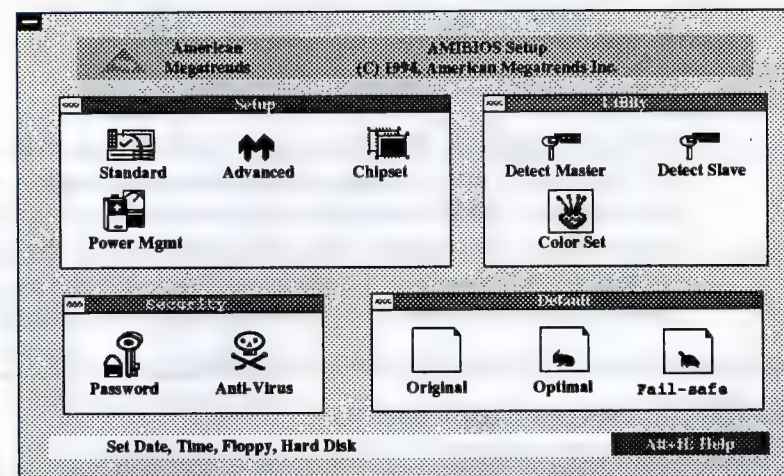 American
Megatrends
AMIBIOS Setup
(C) 1994, American Megatrends Inc.
Setup
Utility
Standard
Advanced
Chipset
Detect Master
Detect Slave
Power Mgmt
Color Set
Security
Default
Password
Anti-Virus
Original
Optimal
Fail-safe
Set Date, Time, Floppy, Hard Disk
Alt+H: Help